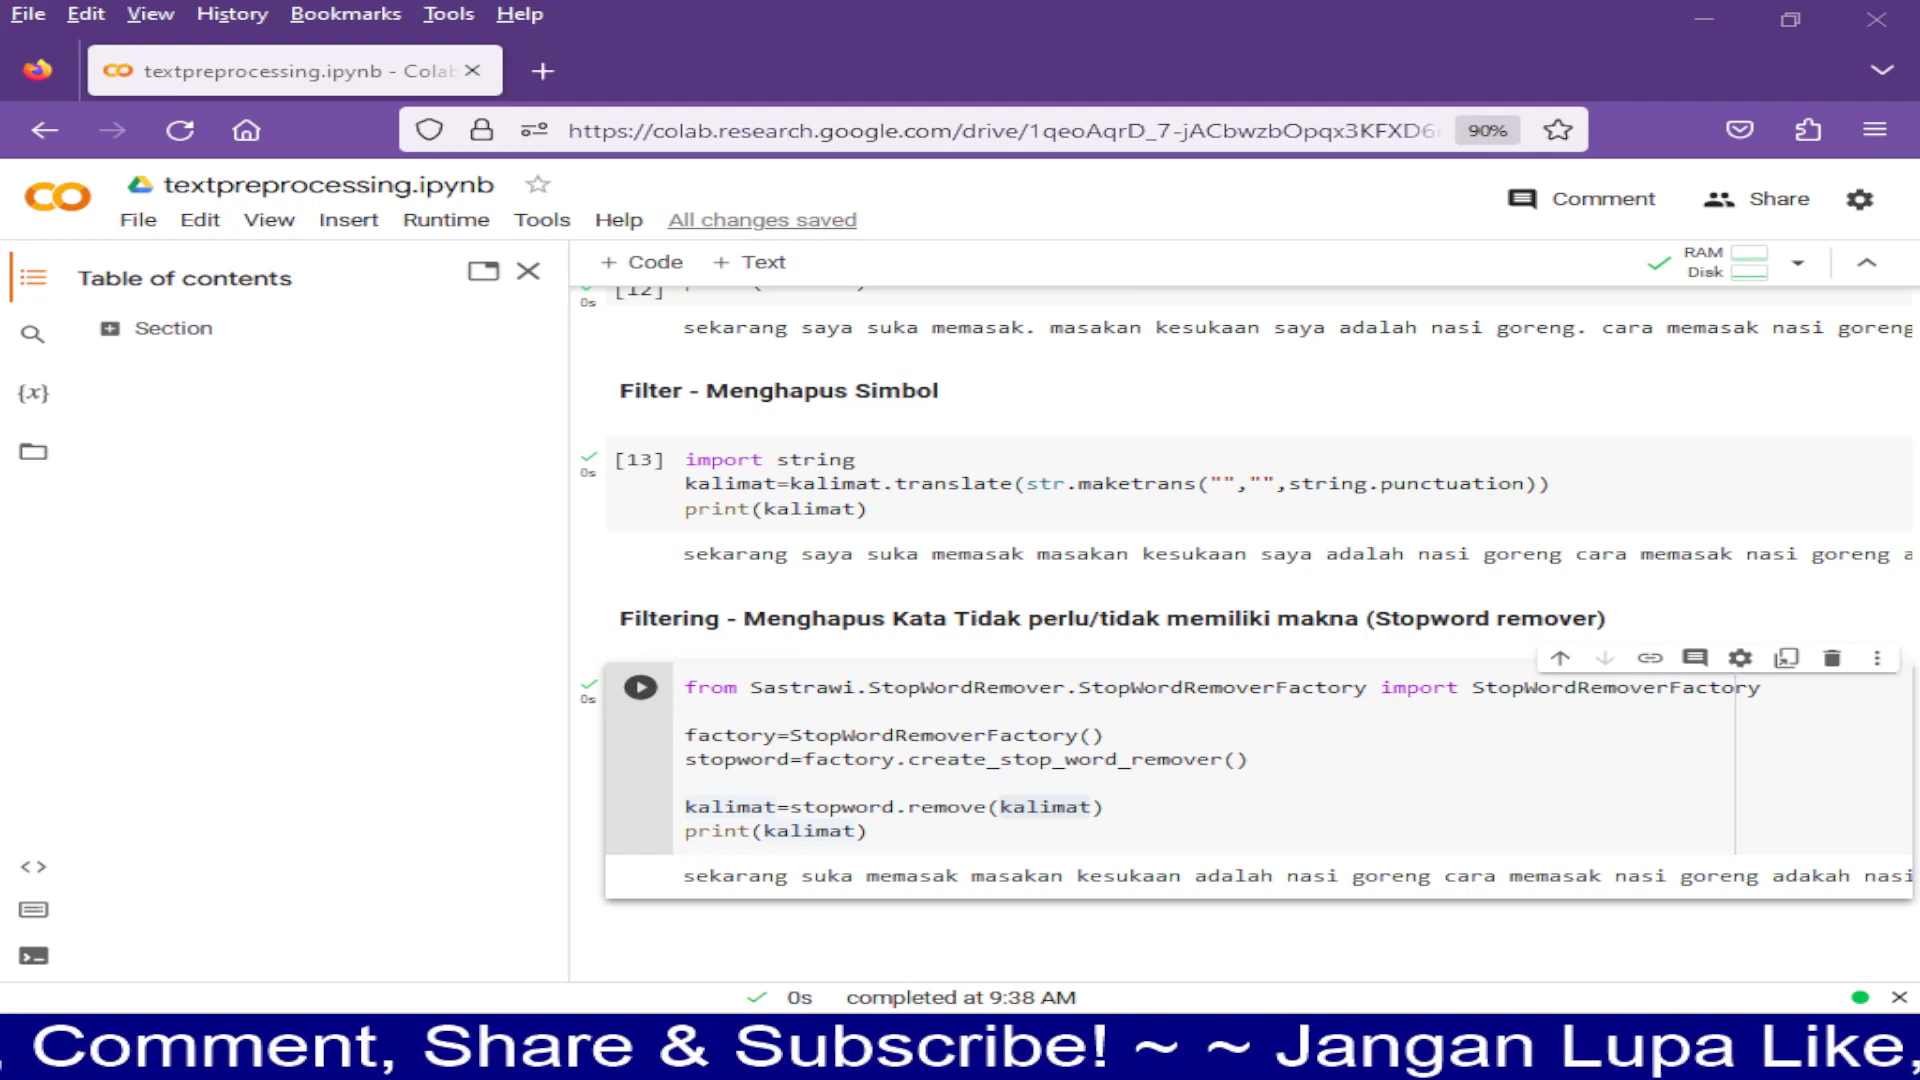 File Edit View History Bookmarks Tools Help
textpreprocessing.ipynb - Colab
https://colab.research.google.com/drive/1qeoAqrD_7-jACbwzbOpqx3KFXD6
90%
textpreprocessing.ipynb
File Edit View Insert Runtime Tools Help All changes saved
Comment Share
Table of contents
Section
+ Code + Text
RAM
Disk
0s
[12]
sekarang saya suka memasak. masakan kesukaan saya adalah nasi goreng. cara memasak nasi goreng
Filter - Menghapus Simbol
0s
[13] import string
kalimat=kalimat.translate(str.maketrans("","",string.punctuation))
print(kalimat)
sekarang saya suka memasak masakan kesukaan saya adalah nasi goreng cara memasak nasi goreng a
Filtering - Menghapus Kata Tidak perlu/tidak memiliki makna (Stopword remover)
0s
from Sastrawi.StopWordRemover.StopWordRemoverFactory import StopWordRemoverFactory
factory=StopWordRemoverFactory()
stopword=factory.create_stop_word_remover()
kalimat=stopword.remove(kalimat)
print(kalimat)
sekarang suka memasak masakan kesukaan adalah nasi goreng cara memasak nasi goreng adakah nasi
0s completed at 9:38 AM
, Comment, Share & Subscribe! ~ ~ Jangan Lupa Like,